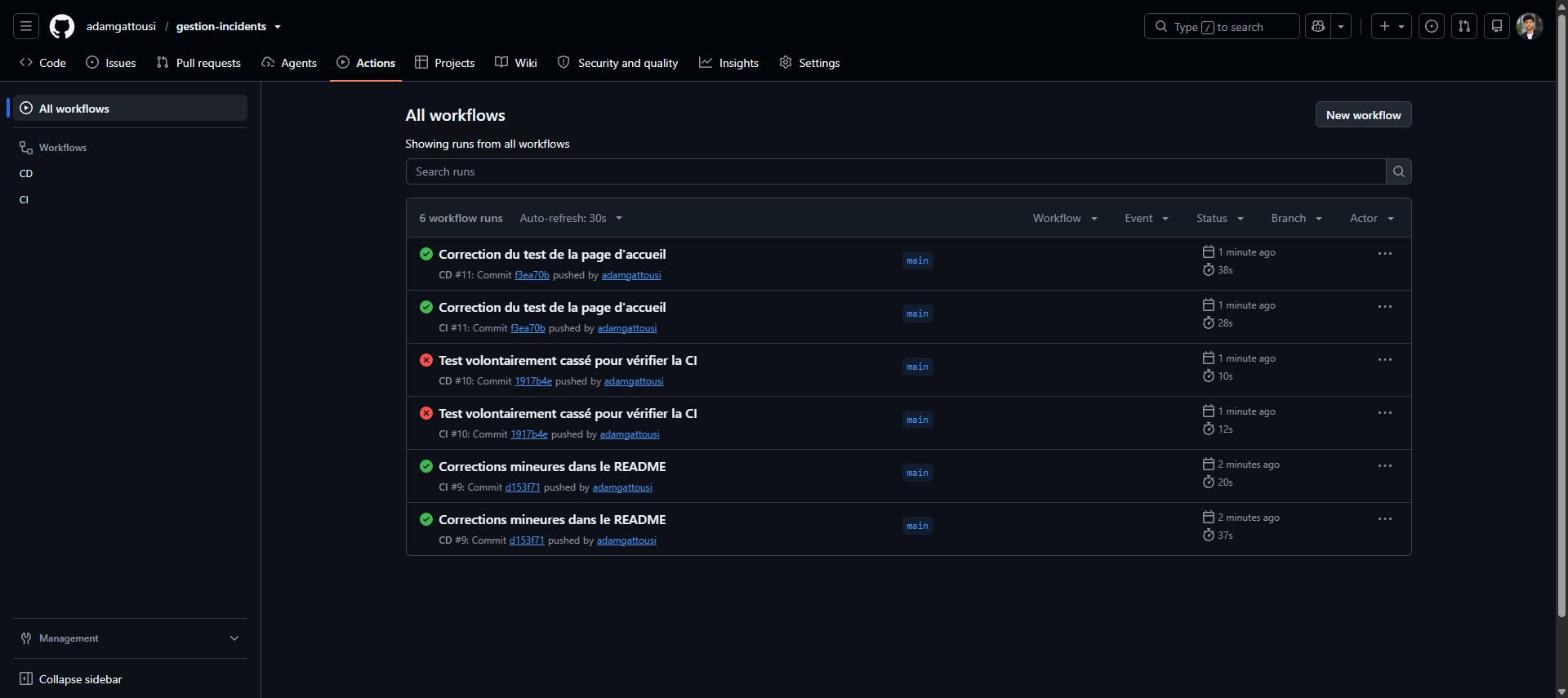 adamgattousi / gestion-incidents
Type / to search
Code Issues Pull requests Agents Actions Projects Wiki Security and quality Insights Settings
All workflows
Workflows
CD
CI
Management
Collapse sidebar
All workflows
New workflow
Showing runs from all workflows
Search runs
6 workflow runs Auto-refresh: 30s Workflow Event Status Branch Actor
Correction du test de la page d'accueil
CD #11: Commit f3ea70b pushed by adamgattousi
main
1 minute ago
38s
Correction du test de la page d'accueil
CI #11: Commit f3ea70b pushed by adamgattousi
main
1 minute ago
28s
Test volontairement cassé pour vérifier la CI
CD #10: Commit 1917b4e pushed by adamgattousi
main
1 minute ago
10s
Test volontairement cassé pour vérifier la CI
CI #10: Commit 1917b4e pushed by adamgattousi
main
1 minute ago
12s
Corrections mineures dans le README
CI #9: Commit d153f71 pushed by adamgattousi
main
2 minutes ago
20s
Corrections mineures dans le README
CD #9: Commit d153f71 pushed by adamgattousi
main
2 minutes ago
37s